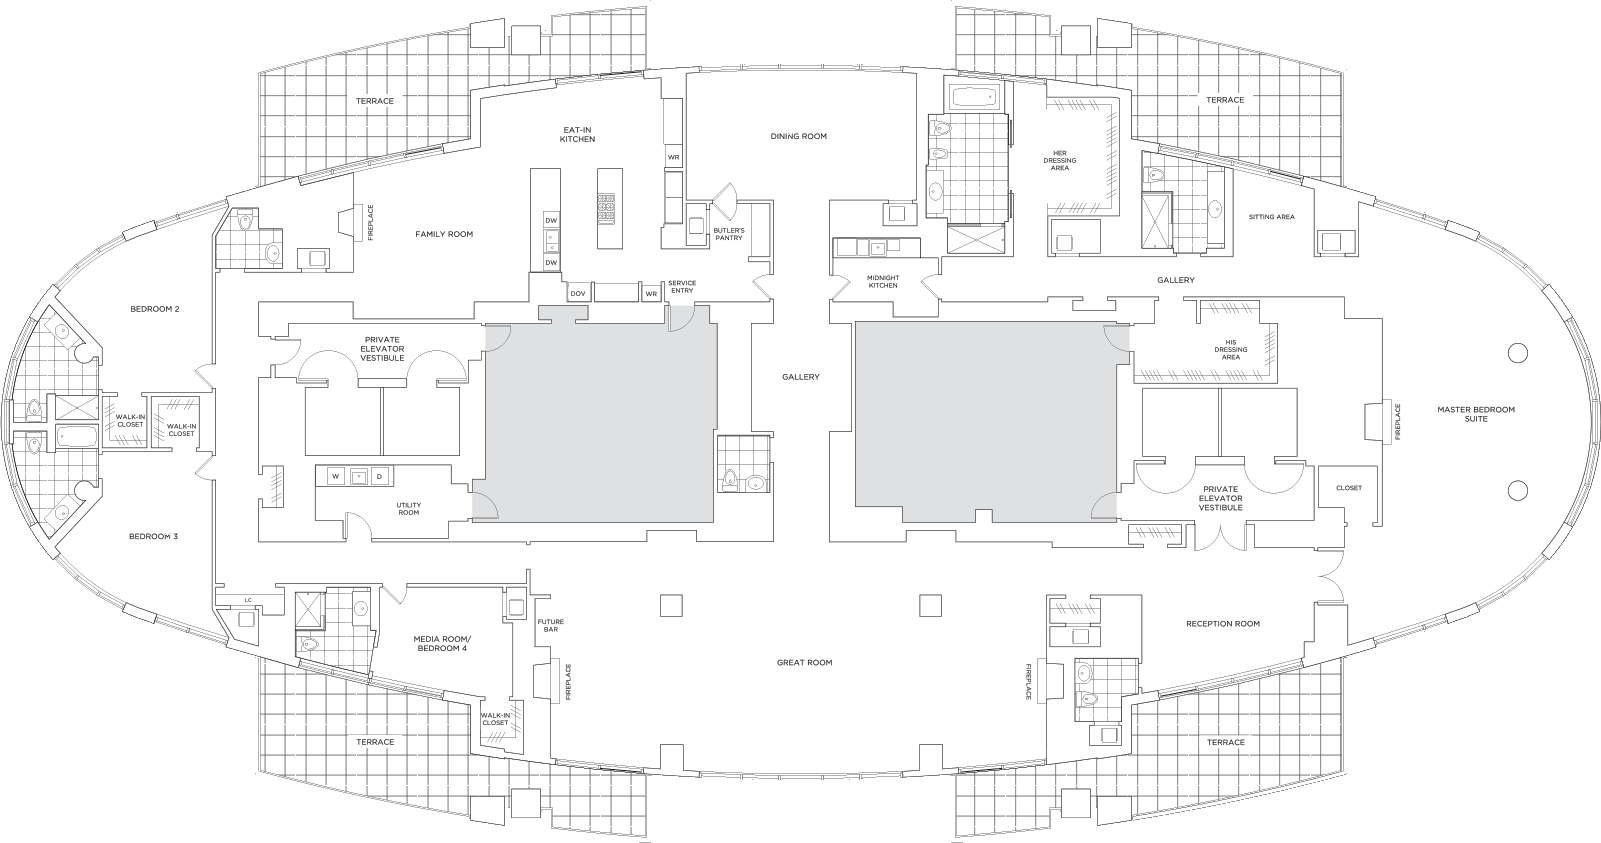 TERRACE
TERRACE
EAT-IN
KITCHEN
DINING ROOM
WR
HER
DRESSING
AREA
FIREPLACE
FAMILY ROOM
DW
DW
BUTLER'S
PANTRY
SITTING AREA
SERVICE
ENTRY
DOV
WR
MIDNIGHT
KITCHEN
GALLERY
BEDROOM 2
PRIVATE
ELEVATOR
VESTIBULE
HIS
DRESSING
AREA
GALLERY
WALK-IN
CLOSET
WALK-IN
CLOSET
FIREPLACE
MASTER BEDROOM
SUITE
W
D
UTILITY
ROOM
PRIVATE
ELEVATOR
VESTIBULE
CLOSET
BEDROOM 3
LC
MEDIA ROOM/
BEDROOM 4
FUTURE
BAR
RECEPTION ROOM
FIREPLACE
GREAT ROOM
FIREPLACE
WALK-IN
CLOSET
TERRACE
TERRACE